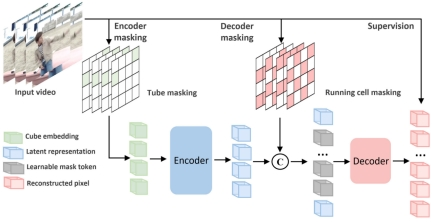 Encoder
masking
Decoder
masking
Supervision
Input video
Tube masking
Running cell masking
Cube embedding
Latent representation
Learnable mask token
Reconstructed pixel
Encoder
C
...
Decoder
...
...